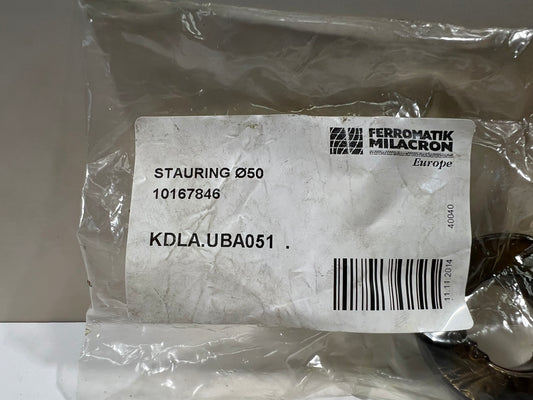 FERROMATIK
MILACRON
Europe
STAURING Ø50
10167846
KDLA.UBA051 .
40040
11.11.2014